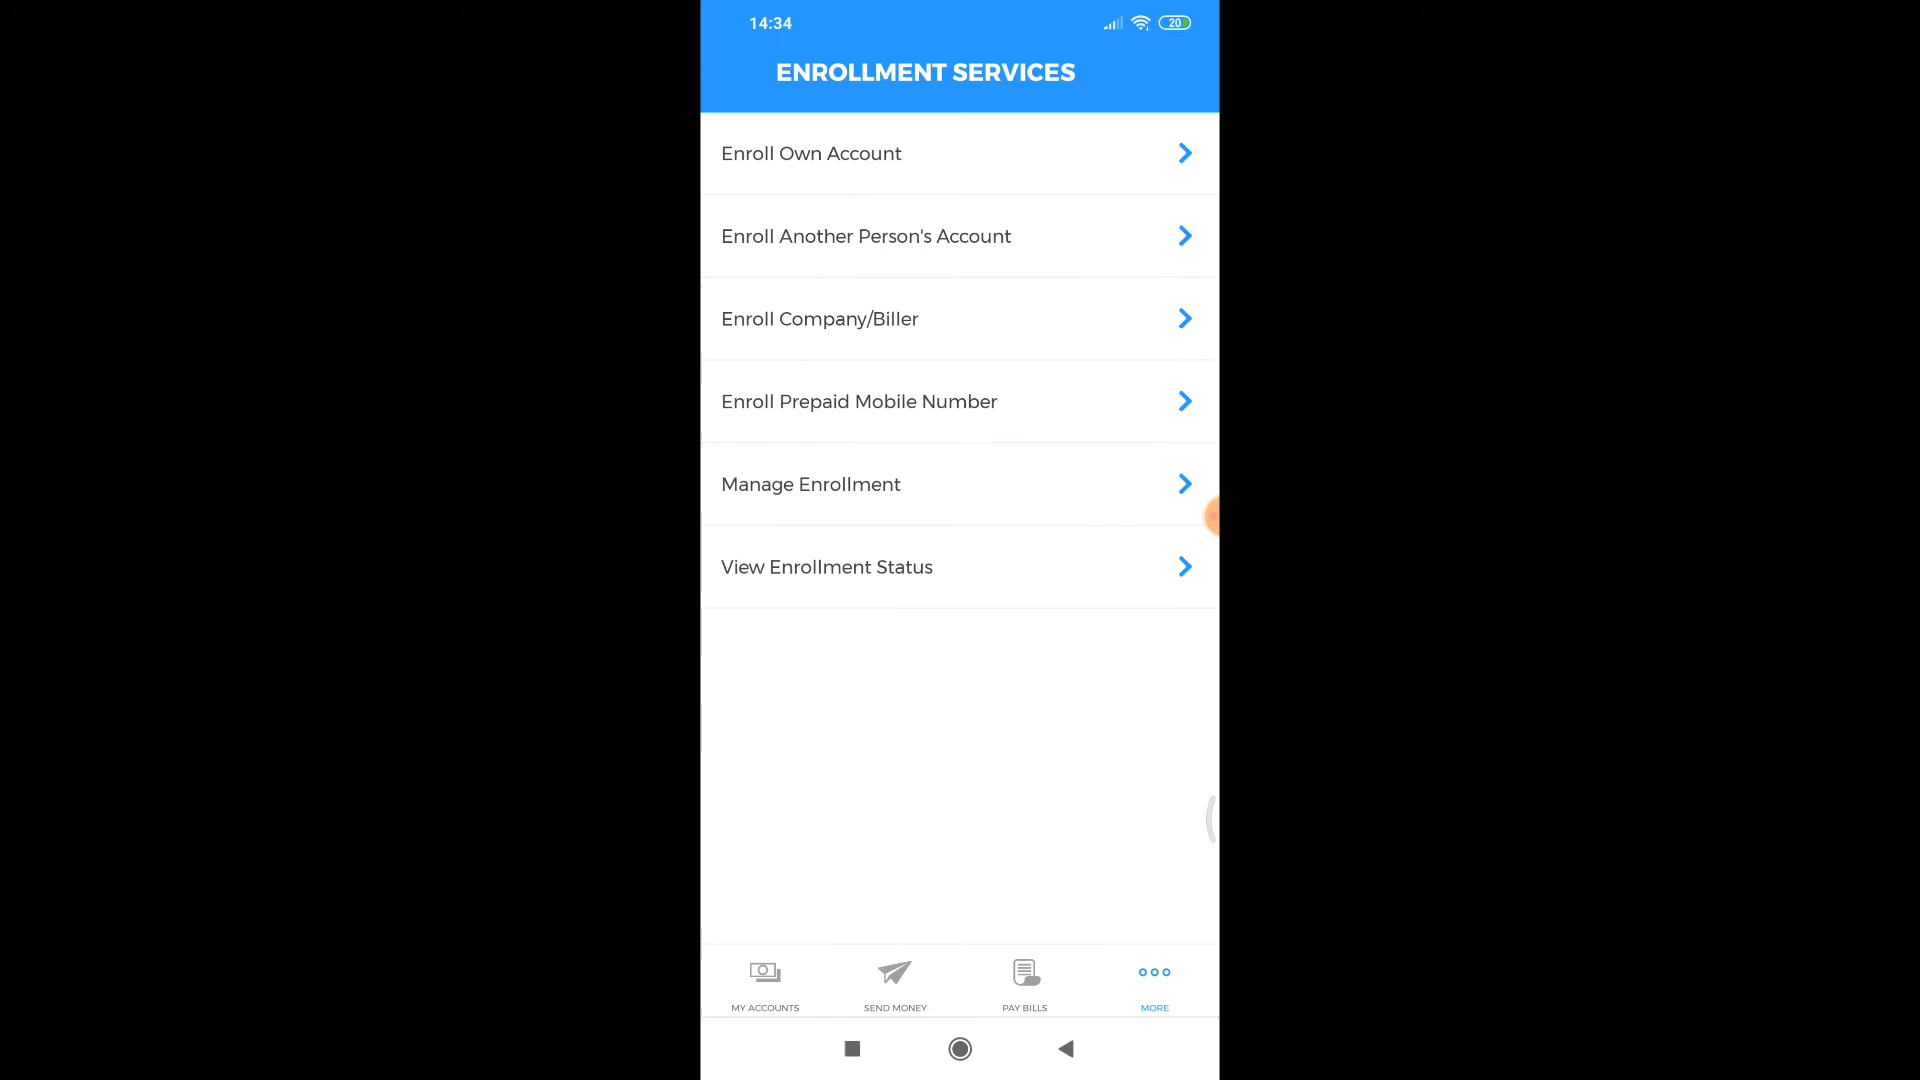 14:34
20
ENROLLMENT SERVICES
Enroll Own Account
Enroll Another Person's Account
Enroll Company/Biller
Enroll Prepaid Mobile Number
Manage Enrollment
View Enrollment Status
MY ACCOUNTS
SEND MONEY
PAY BILLS
MORE